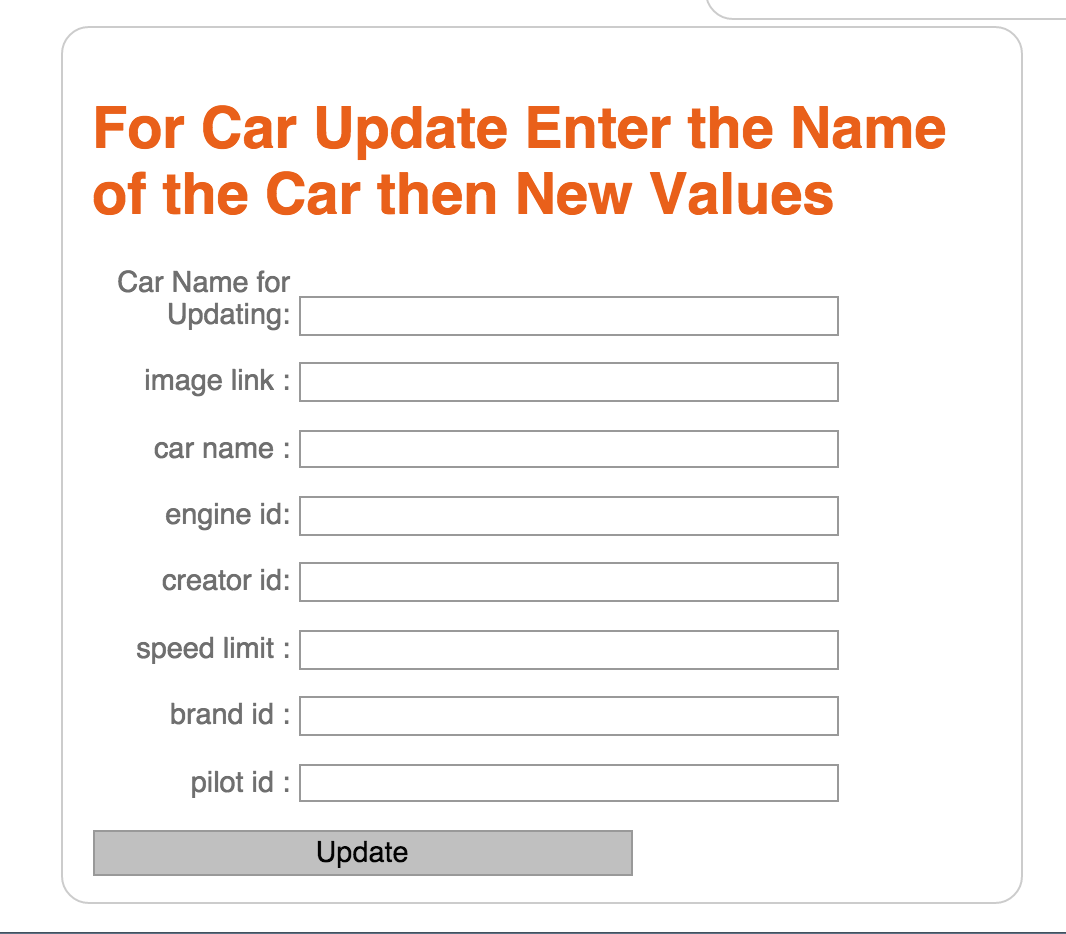 For Car Update Enter the Name
of the Car then New Values
Car Name for
Updating:
image link :
car name :
engine id:
creator id:
speed limit :
brand id :
pilot id :
Update